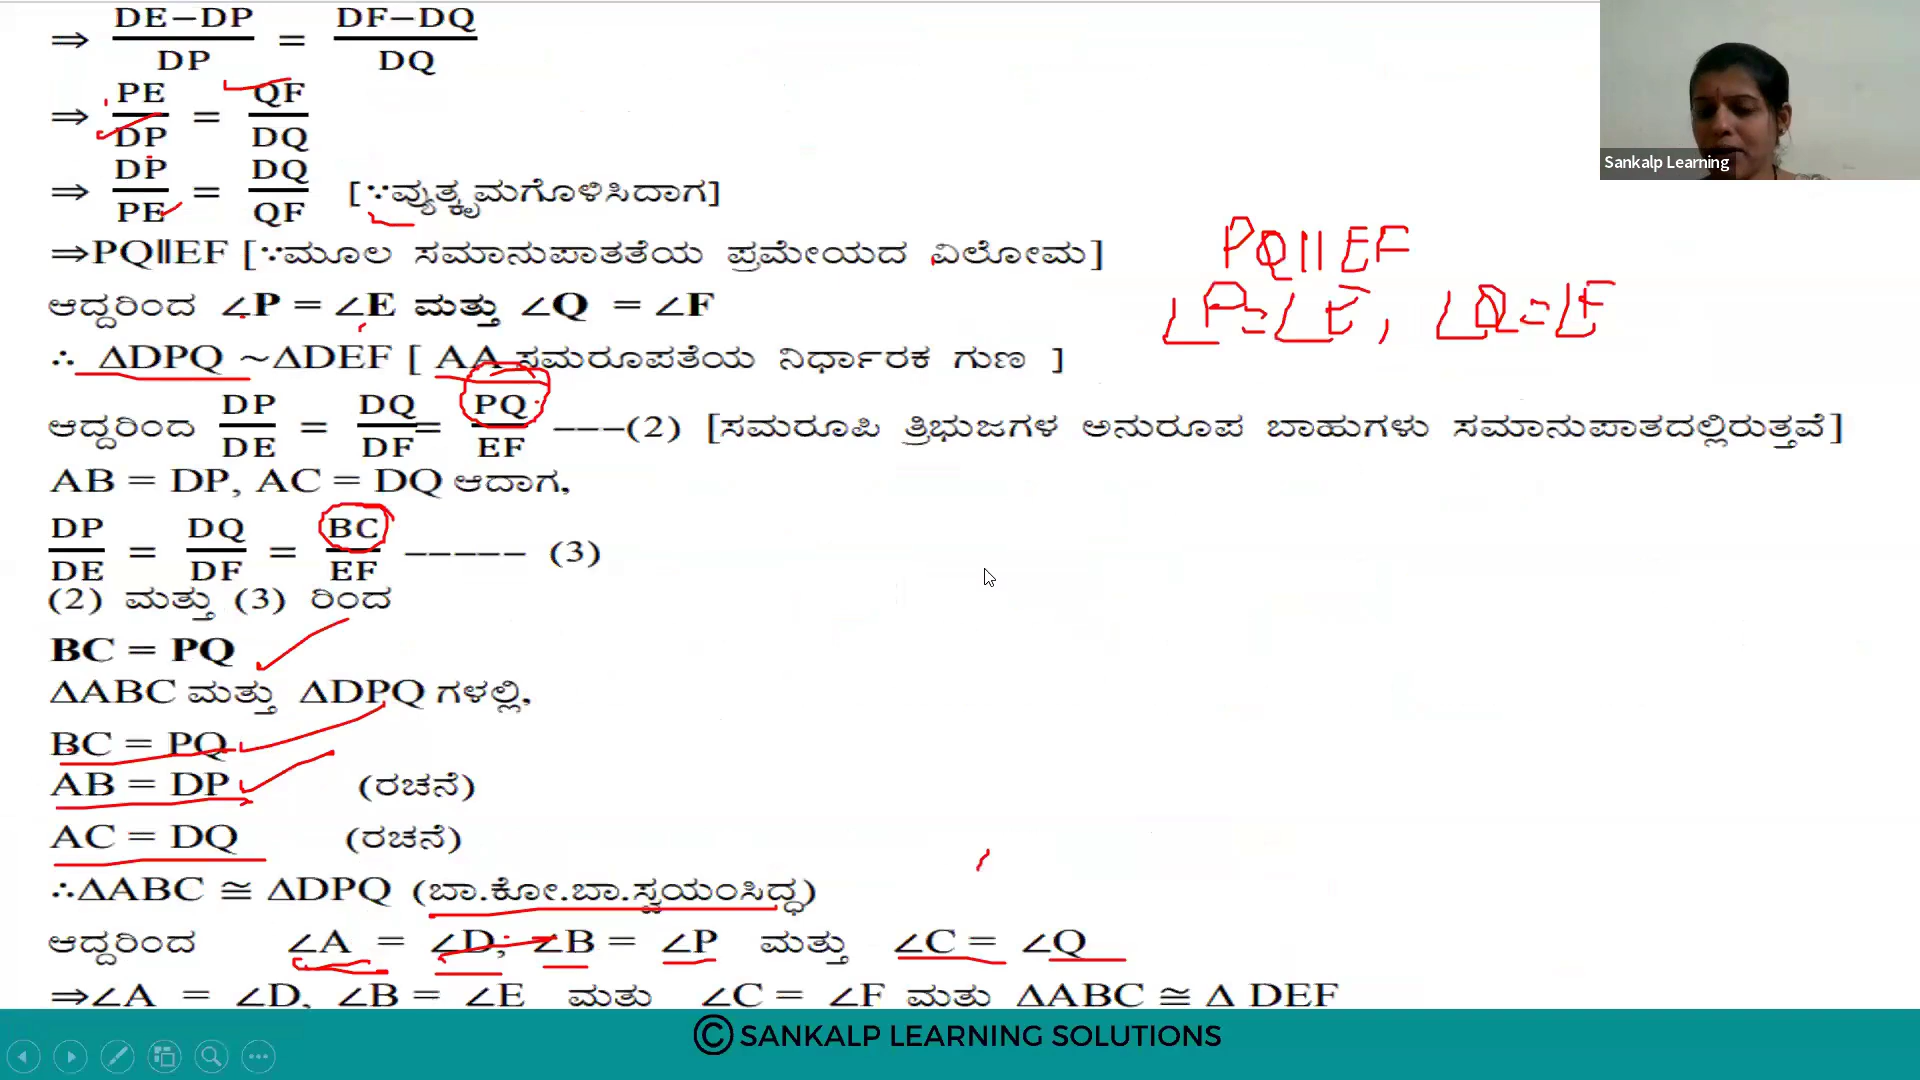 ⇒ DE−DP/DP = DF−DQ/DQ
⇒ PE/DP = QF/DQ
⇒ DP/PE = DQ/QF [∵ವ್ಯುತ್ಕ್ರಮಗೊಳಿಸಿದಾಗ]
⇒PQ∥EF [∵ಮೂಲ ಸಮಾನುಪಾತತೆಯ ಪ್ರಮೇಯದ ವಿಲೋಮ]
ಆದ್ದರಿಂದ ∠P = ∠E ಮತ್ತು ∠Q = ∠F
∴ ΔDPQ ~ΔDEF [ AA ಸಮರೂಪತೆಯ ನಿರ್ಧಾರಕ ಗುಣ ]
ಆದ್ದರಿಂದ DP/DE = DQ/DF = PQ/EF −−−(2) [ಸಮರೂಪಿ ತ್ರಿಭುಜಗಳ ಅನುರೂಪ ಬಾಹುಗಳು ಸಮಾನುಪಾತದಲ್ಲಿರುತ್ತವೆ]
AB = DP, AC = DQ ಆದಾಗ,
DP/DE = DQ/DF = BC/EF −−−−− (3)
(2) ಮತ್ತು (3) ರಿಂದ
BC = PQ
ΔABC ಮತ್ತು ΔDPQ ಗಳಲ್ಲಿ,
BC = PQ
AB = DP (ರಚನೆ)
AC = DQ (ರಚನೆ)
∴ΔABC ≅ ΔDPQ (ಬಾ.ಕೋ.ಬಾ.ಸ್ವಯಂಸಿದ್ಧ)
ಆದ್ದರಿಂದ ∠A = ∠D, ∠B = ∠P ಮತ್ತು ∠C = ∠Q
⇒∠A = ∠D, ∠B = ∠E ಮತ್ತು ∠C = ∠F ಮತ್ತು ΔABC ≅ Δ DEF
PQ∥EF
∠P=∠E, ∠Q=∠F
Sankalp Learning
© SANKALP LEARNING SOLUTIONS